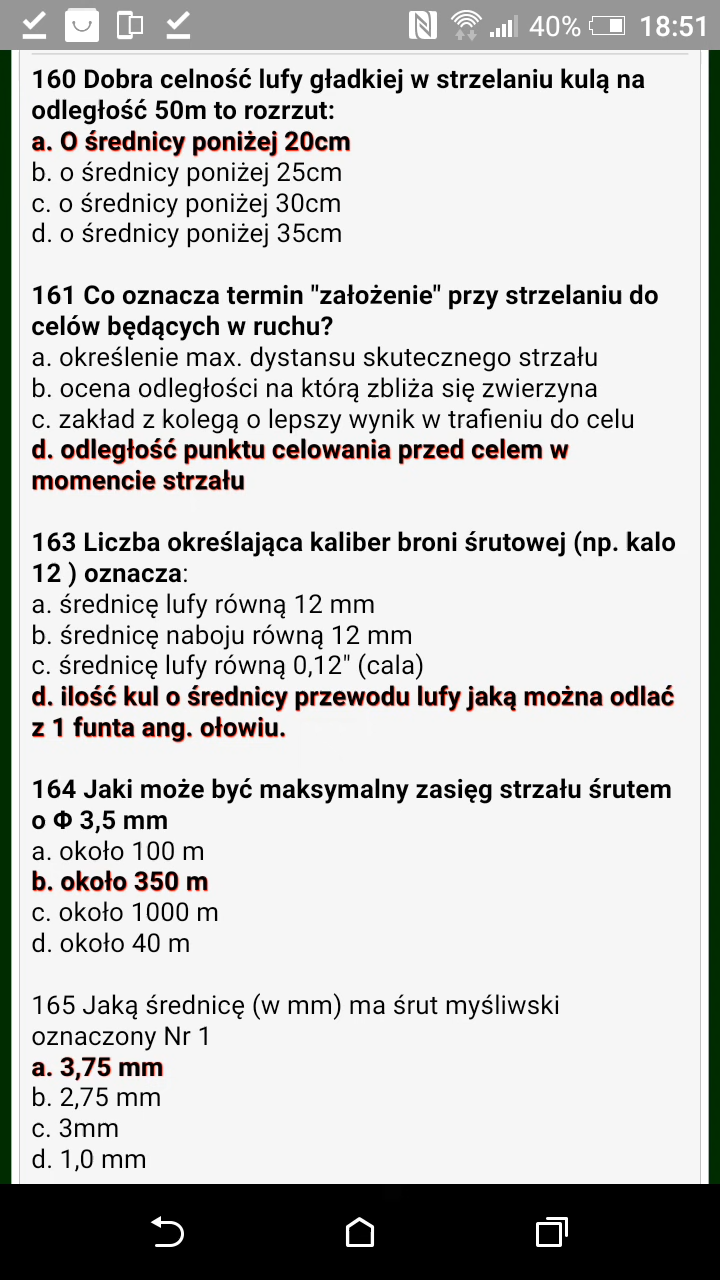 40% 18:51
160 Dobra celność lufy gładkiej w strzelaniu kulą na
odległość 50m to rozrzut:
a. O średnicy poniżej 20cm
b. o średnicy poniżej 25cm
c. o średnicy poniżej 30cm
d. o średnicy poniżej 35cm
161 Co oznacza termin "założenie" przy strzelaniu do
celów będących w ruchu?
a. określenie max. dystansu skutecznego strzału
b. ocena odległości na którą zbliża się zwierzyna
c. zakład z kolegą o lepszy wynik w trafieniu do celu
d. odległość punktu celowania przed celem w
momencie strzału
163 Liczba określająca kaliber broni śrutowej (np. kalo
12 ) oznacza:
a. średnicę lufy równą 12 mm
b. średnicę naboju równą 12 mm
c. średnicę lufy równą 0,12" (cala)
d. ilość kul o średnicy przewodu lufy jaką można odlać
z 1 funta ang. ołowiu.
164 Jaki może być maksymalny zasięg strzału śrutem
o Φ 3,5 mm
a. około 100 m
b. około 350 m
c. około 1000 m
d. około 40 m
165 Jaką średnicę (w mm) ma śrut myśliwski
oznaczony Nr 1
a. 3,75 mm
b. 2,75 mm
c. 3mm
d. 1,0 mm